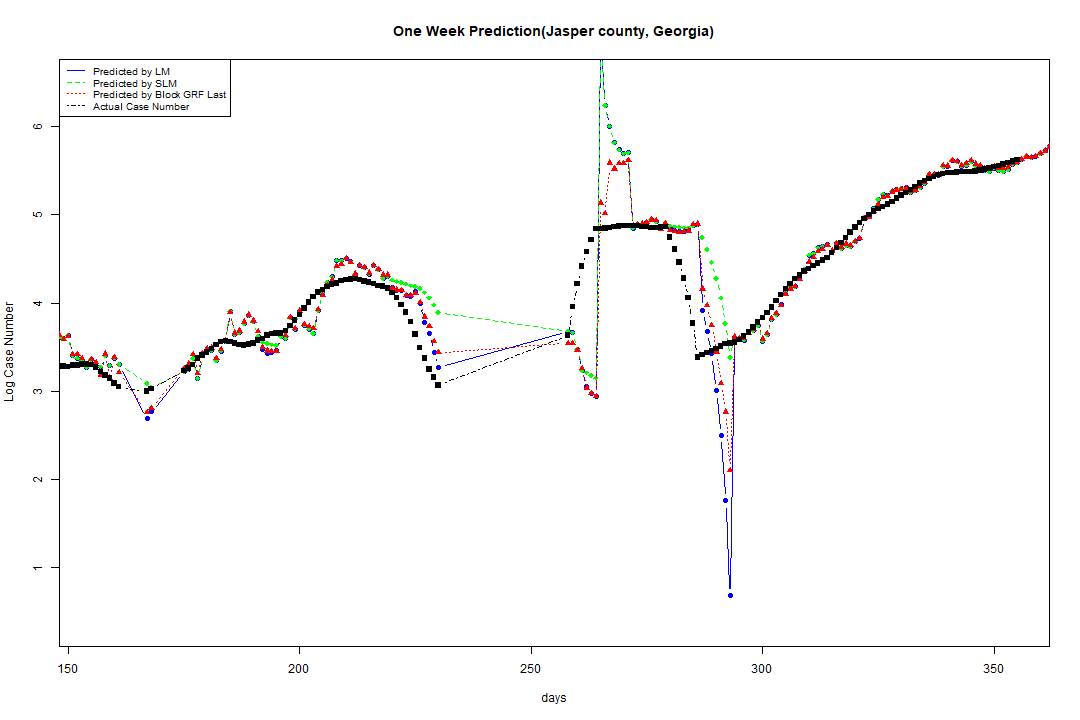 One Week Prediction(Jasper county, Georgia)
Predicted by LM
Predicted by SLM
Predicted by Block GRF Last
Actual Case Number
Log Case Number
6
5
4
3
2
1
150 200 250 300 350
days